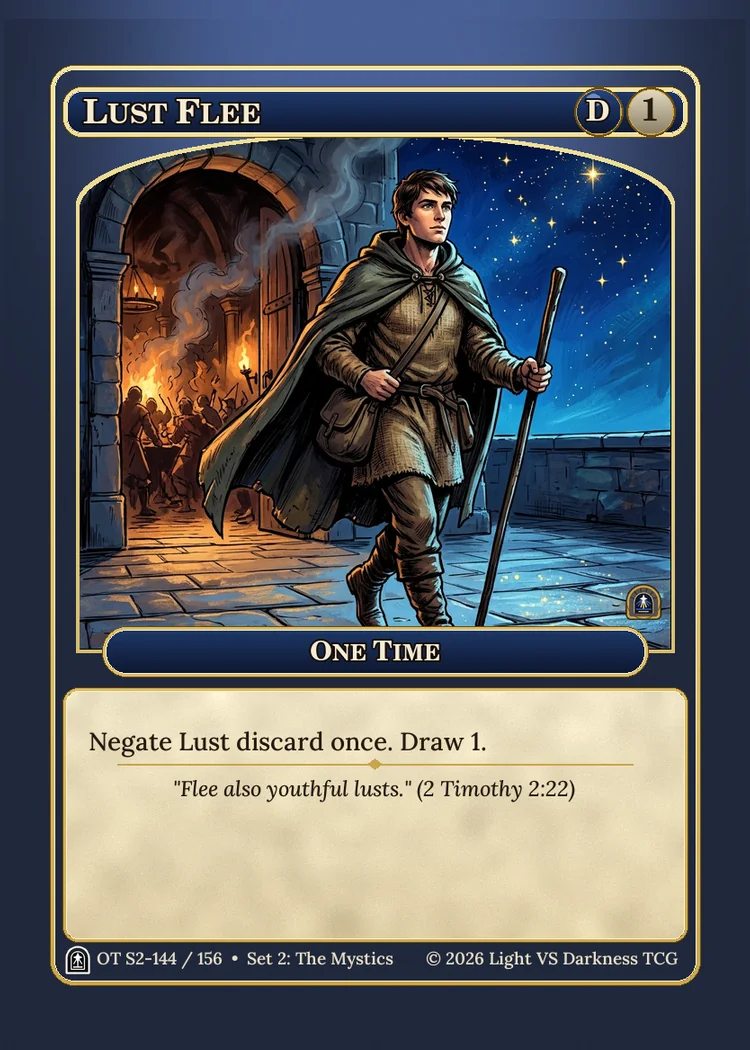 Lust Flee D 1
One Time
Negate Lust discard once. Draw 1.
"Flee also youthful lusts." (2 Timothy 2:22)
OT S2-144 / 156 • Set 2: The Mystics © 2026 Light VS Darkness TCG